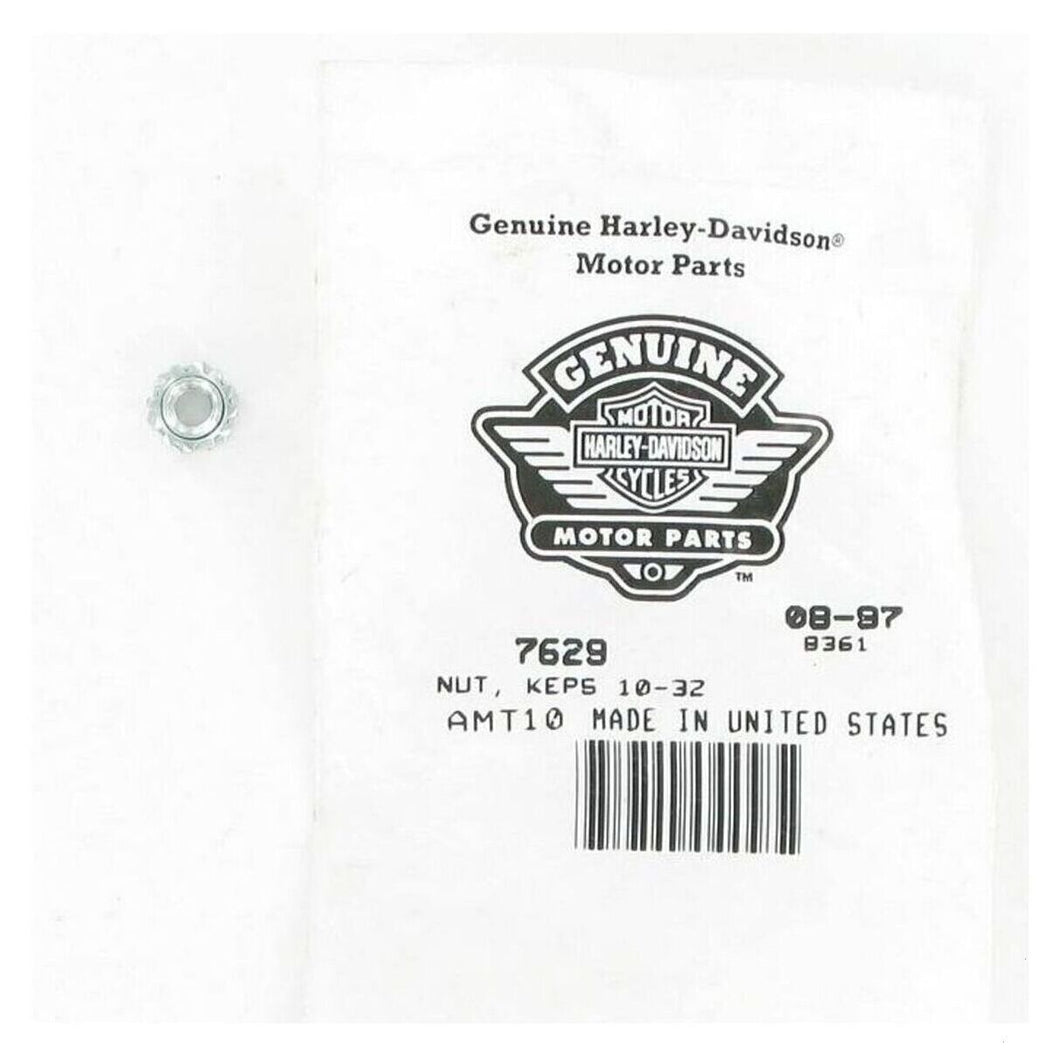 Genuine Harley-Davidson®
Motor Parts
GENUINE
MOTOR
HARLEY-DAVIDSON
CYCLES
MOTOR PARTS
TM
08-97
8361
7629
NUT, KEPS 10-32
AMT10 MADE IN UNITED STATES